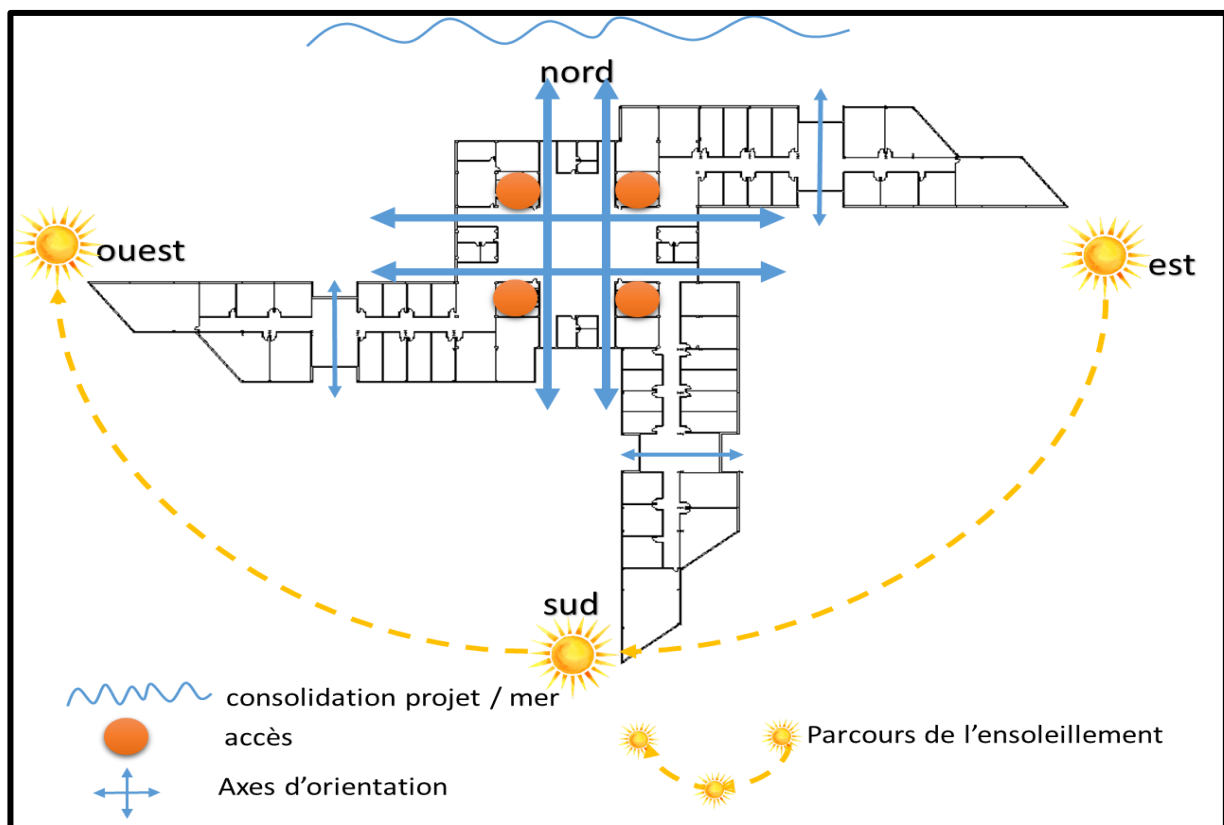 nord
ouest
est
sud
consolidation projet / mer
accès
Parcours de l’ensoleillement
Axes d’orientation